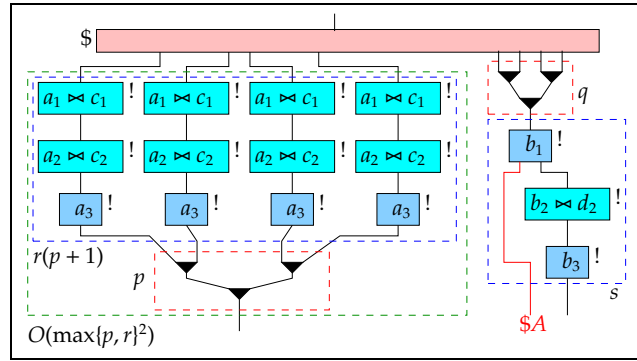 $
a₁ ⋈ c₁ ! a₁ ⋈ c₁ ! a₁ ⋈ c₁ ! a₁ ⋈ c₁ !
q
a₂ ⋈ c₂ ! a₂ ⋈ c₂ ! a₂ ⋈ c₂ ! a₂ ⋈ c₂ !
b₁ !
a₃ ! a₃ ! a₃ ! a₃ !
b₂ ⋈ d₂ !
r(p + 1)
b₃ !
p
s
O(max{p, r}²)
$A